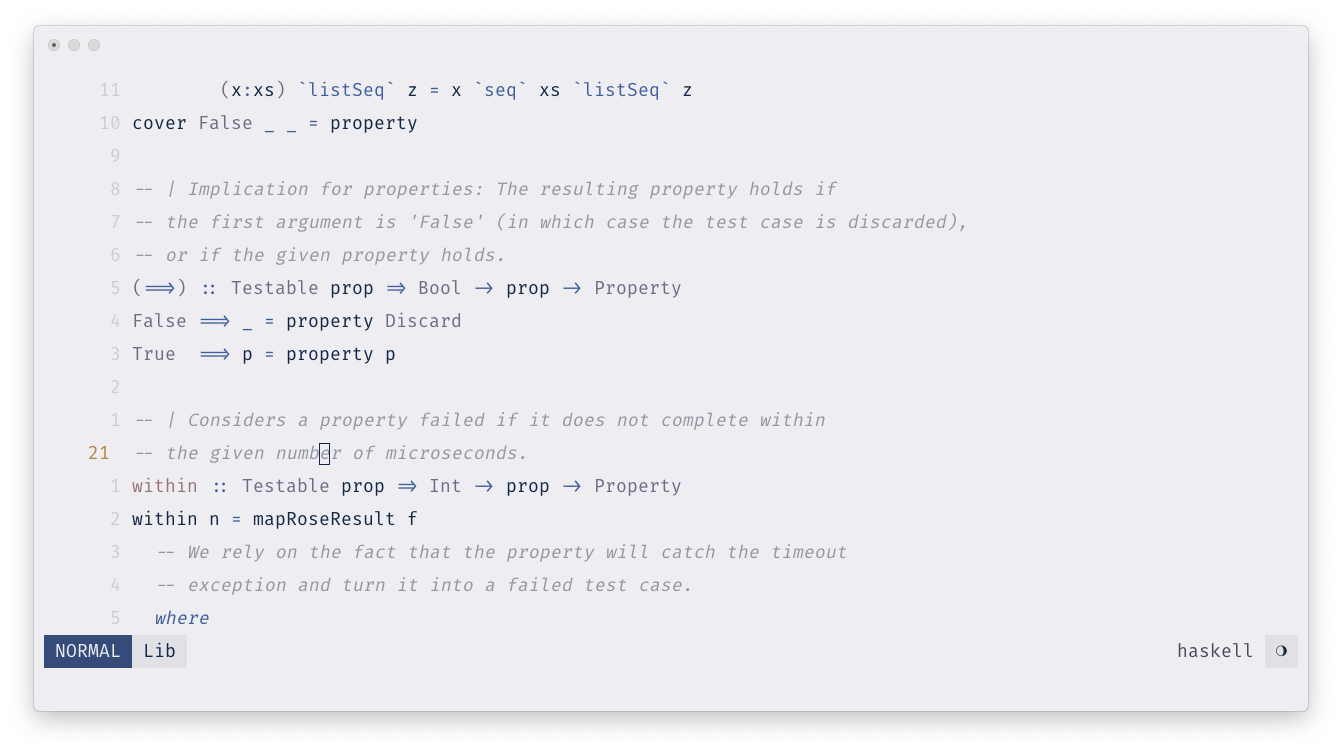 11         (x:xs) `listSeq` z = x `seq` xs `listSeq` z
10 cover False _ _ = property
9
8 -- | Implication for properties: The resulting property holds if
7 -- the first argument is 'False' (in which case the test case is discarded),
6 -- or if the given property holds.
5 (==>) :: Testable prop => Bool -> prop -> Property
4 False ==> _ = property Discard
3 True  ==> p = property p
2
1 -- | Considers a property failed if it does not complete within
21 -- the given number of microseconds.
1 within :: Testable prop => Int -> prop -> Property
2 within n = mapRoseResult f
3   -- We rely on the fact that the property will catch the timeout
4   -- exception and turn it into a failed test case.
5   where
NORMAL Lib haskell